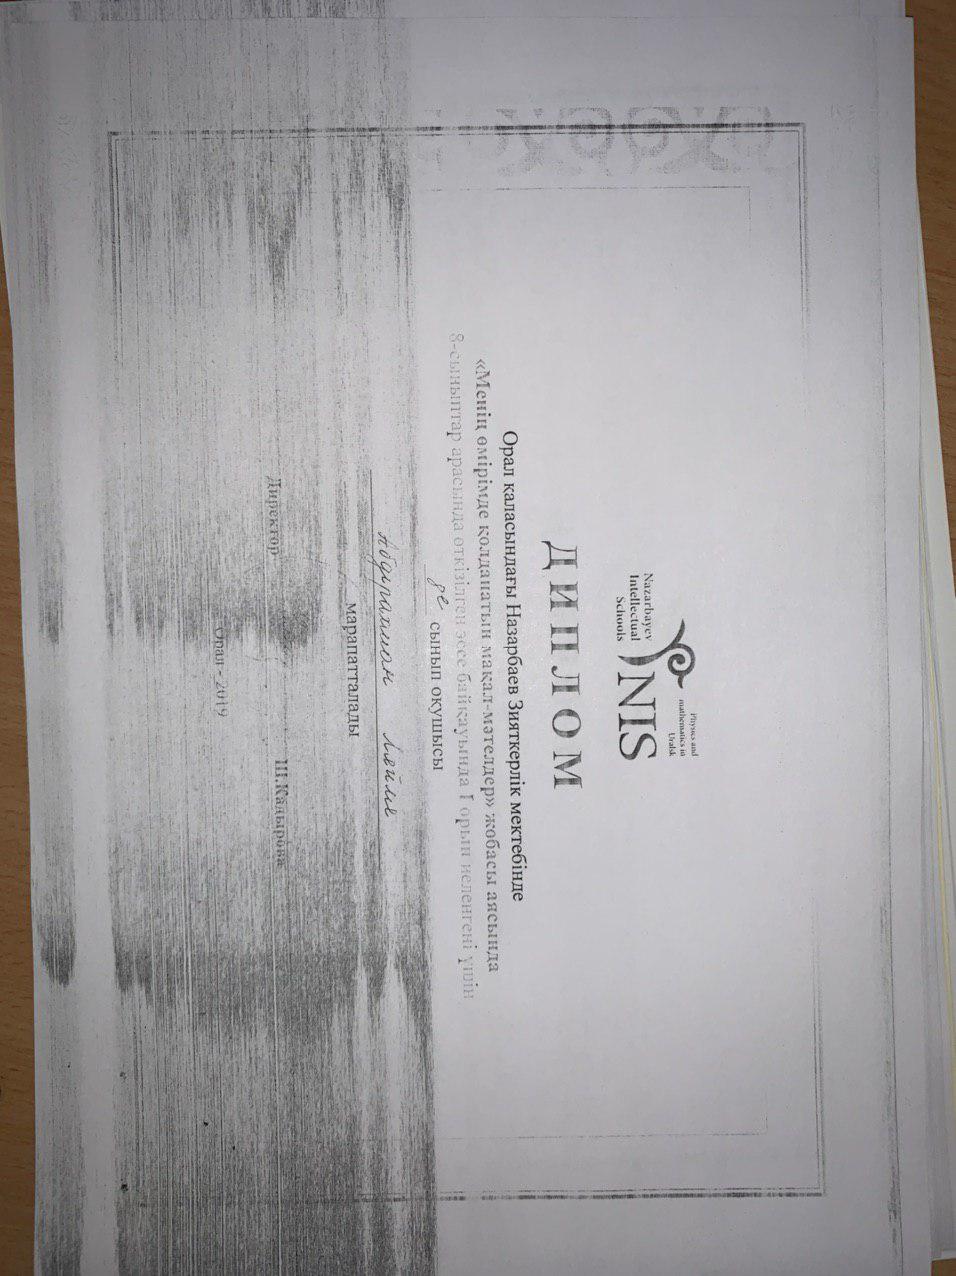 Nazarbayev
Intellectual
Schools
NIS
Physics and
mathematics in
Uralsk
ДИПЛОМ
Орал қаласындағы Назарбаев Зияткерлік мектебінде
«Менің өмірімде қолданатын мақал-мәтелдер» жобасы аясында
8-сыныптар арасында өткізілген эссе байқауында I орын иеленгені үшін
8е сынып оқушысы
Абдрахман Ляйля
марапатталады
Директор Ш.Кадырова
Орал-2019